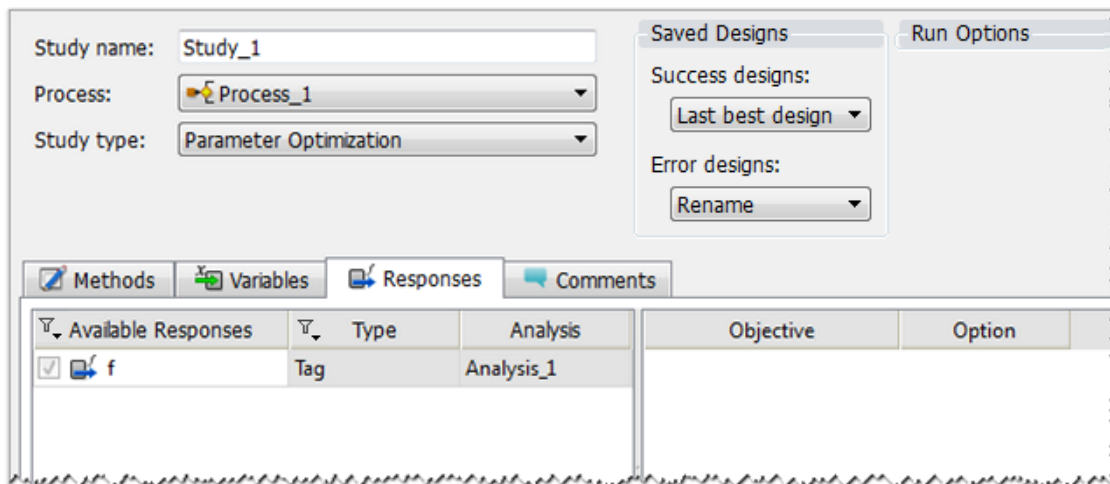 Study name: Study_1
Process: Process_1
Study type: Parameter Optimization
Saved Designs
Success designs:
Last best design
Error designs:
Rename
Run Options
Methods Variables Responses Comments
Available Responses Type Analysis Objective Option
f Tag Analysis_1